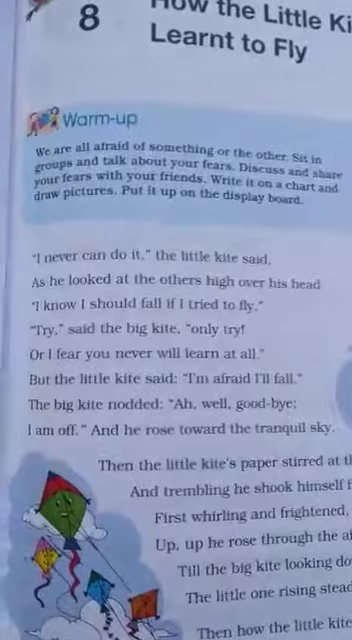 8
How the Little Ki
Learnt to Fly
Warm-up
We are all afraid of something or the other. Sit in
groups and talk about your fears. Discuss and share
your fears with your friends. Write it on a chart and
draw pictures. Put it up on the display board.
"I never can do it," the little kite said,
As he looked at the others high over his head
"I know I should fall if I tried to fly."
"Try," said the big kite, "only try!
Or I fear you never will learn at all."
But the little kite said: "I'm afraid I'll fall."
The big kite nodded: "Ah, well, good-bye;
I am off." And he rose toward the tranquil sky.
Then the little kite's paper stirred at t
And trembling he shook himself f
First whirling and frightened,
Up, up he rose through the a
Till the big kite looking do
The little one rising stead
Then how the little kite